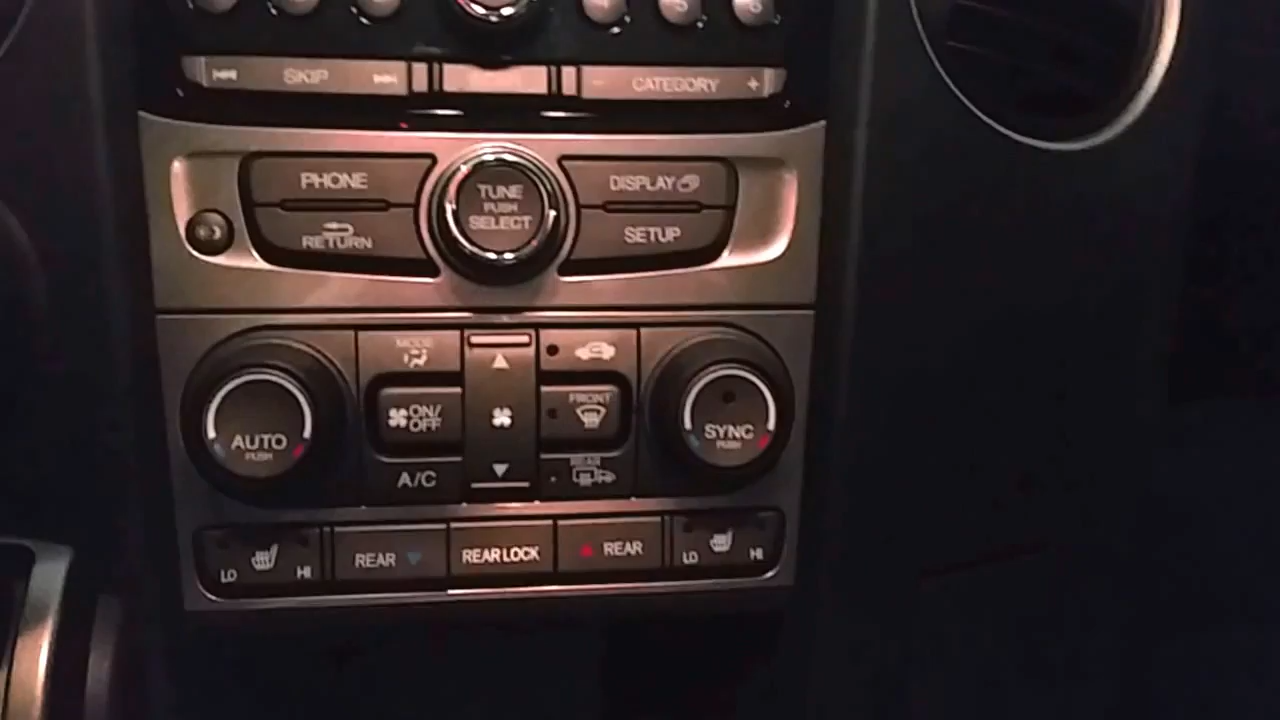 SKIP
- CATEGORY +
PHONE
RETURN
TUNE
PUSH
SELECT
DISPLAY
SETUP
AUTO
PUSH
MODE
ON/
OFF
A/C
FRONT
REAR
SYNC
PUSH
LO HI
REAR
REAR LOCK
REAR
LO HI